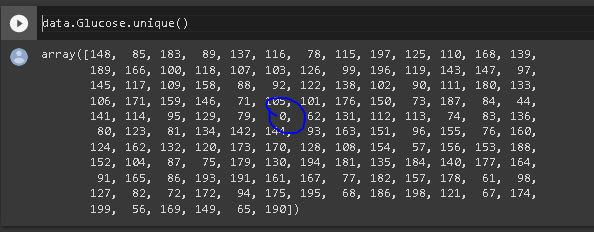 data.Glucose.unique()
array([148,  85, 183,  89, 137, 116,  78, 115, 197, 125, 110, 168, 139,
189, 166, 100, 118, 107, 103, 126,  99, 196, 119, 143, 147,  97,
145, 117, 109, 158,  88,  92, 122, 138, 102,  90, 111, 180, 133,
106, 171, 159, 146,  71, 105, 101, 176, 150,  73, 187,  84,  44,
141, 114,  95, 129,  79,   0,  62, 131, 112, 113,  74,  83, 136,
80, 123,  81, 134, 142, 144,  93, 163, 151,  96, 155,  76, 160,
124, 162, 132, 120, 173, 170, 128, 108, 154,  57, 156, 153, 188,
152, 104,  87,  75, 179, 130, 194, 181, 135, 184, 140, 177, 164,
91, 165,  86, 193, 191, 161, 167,  77, 182, 157, 178,  61,  98,
127,  82,  72, 172,  94, 175, 195,  68, 186, 198, 121,  67, 174,
199,  56, 169, 149,  65, 190])